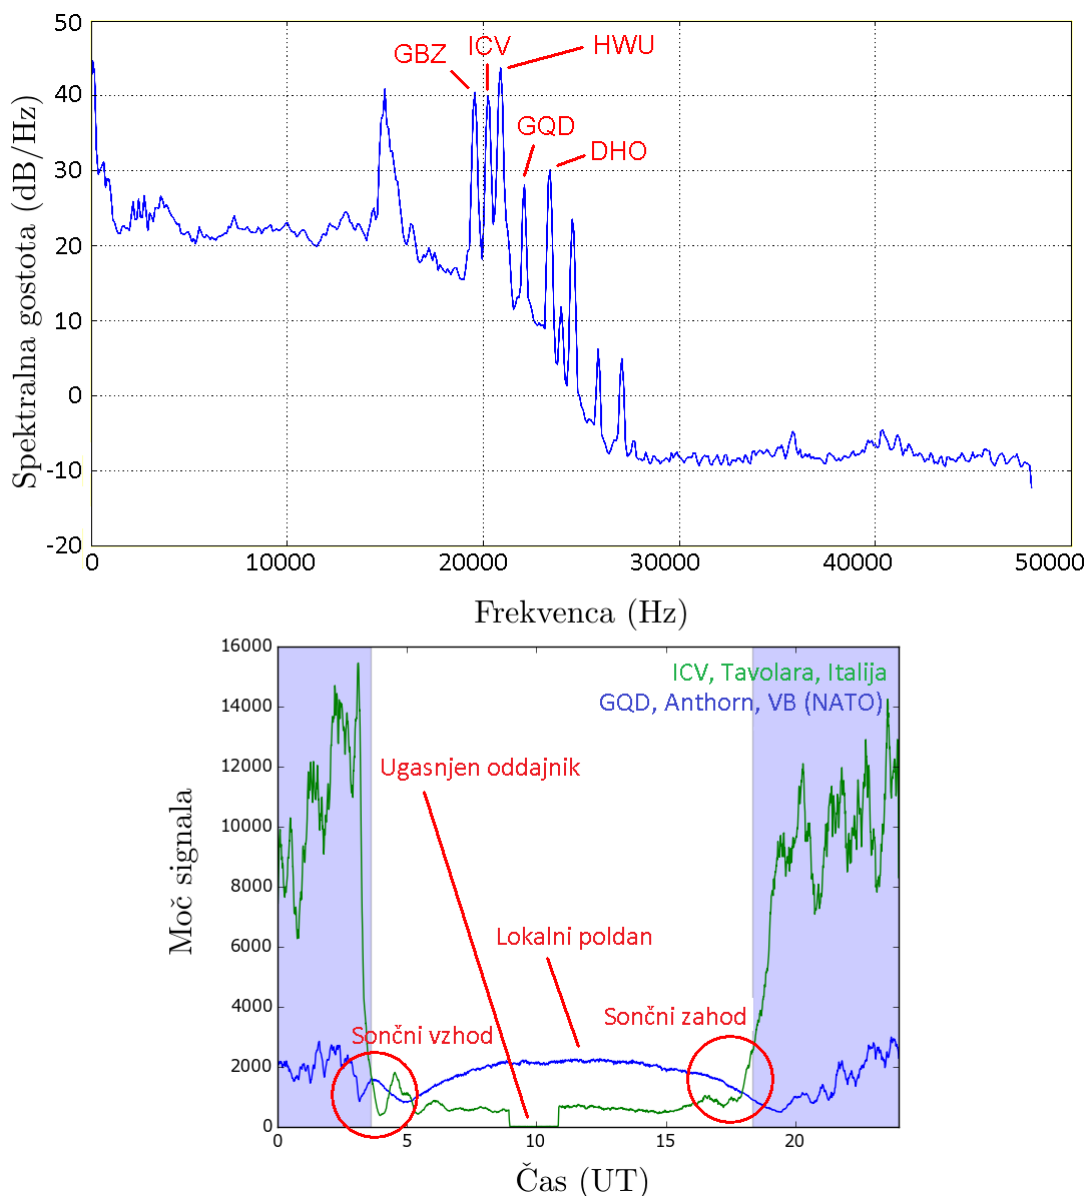 50
40
30
20
10
0
-10
-20
Spektralna gostota (dB/Hz)
GBZ
ICV
HWU
GQD
DHO
0
10000
20000
30000
40000
50000
Frekvenca (Hz)
16000
14000
12000
10000
8000
6000
4000
2000
0
Moč signala
ICV, Tavolara, Italija
GQD, Anthorn, VB (NATO)
Ugasnjen oddajnik
Lokalni poldan
Sončni vzhod
Sončni zahod
0
5
10
15
20
Čas (UT)